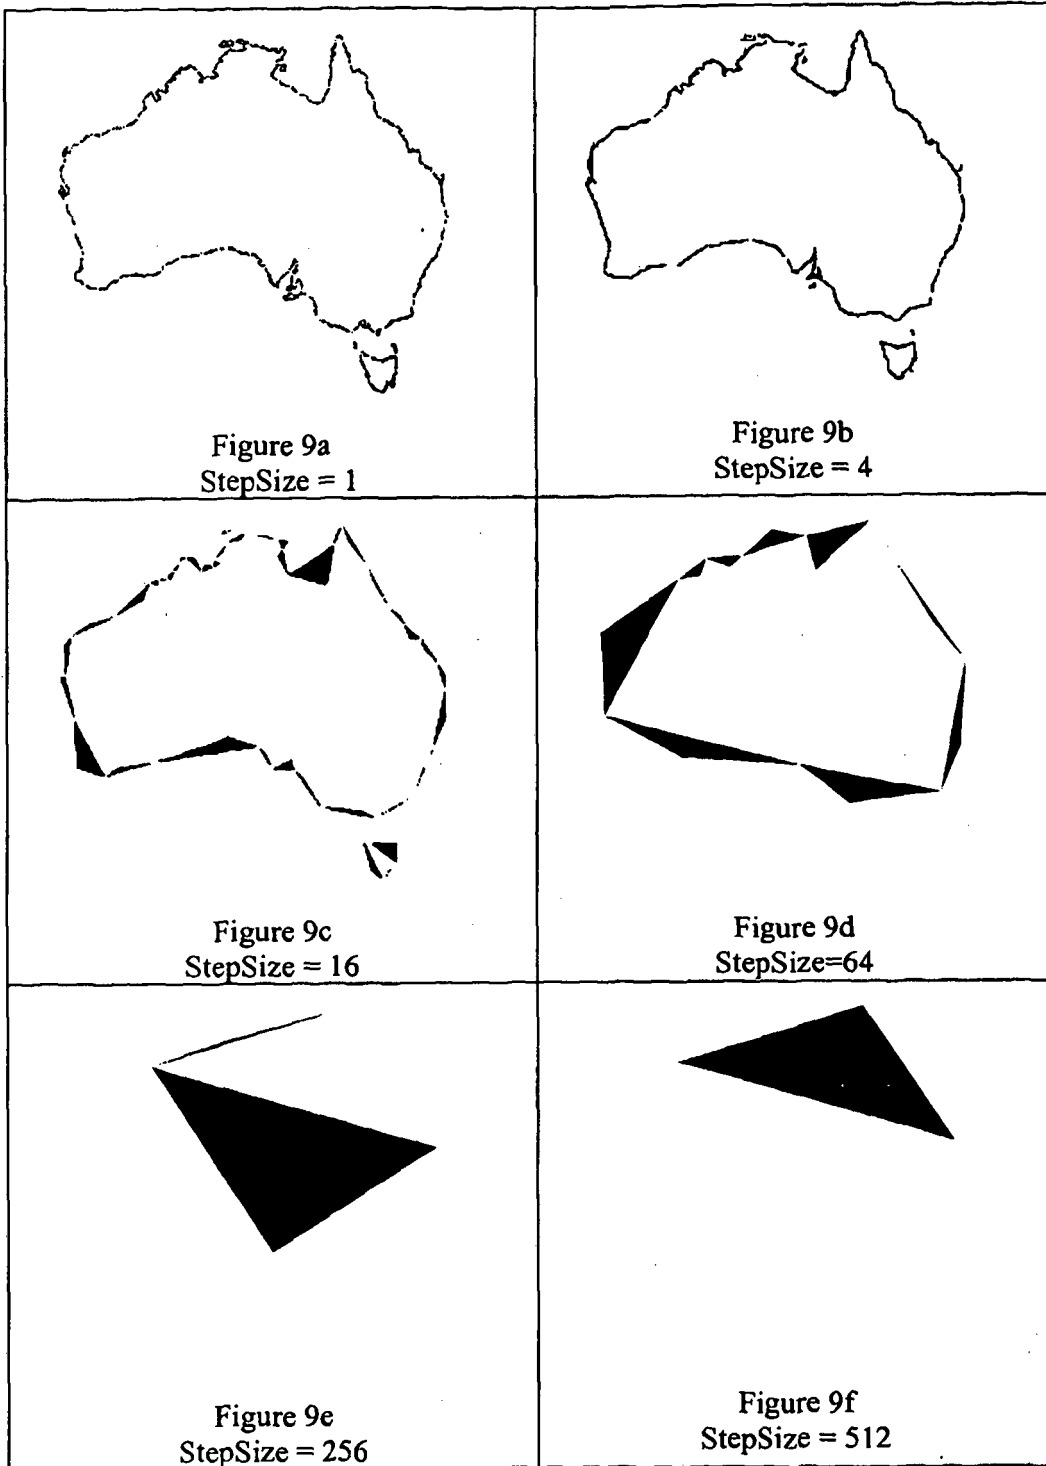 Figure 9a
StepSize = 1
Figure 9b
StepSize = 4
Figure 9c
StepSize = 16
Figure 9d
StepSize=64
Figure 9e
StepSize = 256
Figure 9f
StepSize = 512